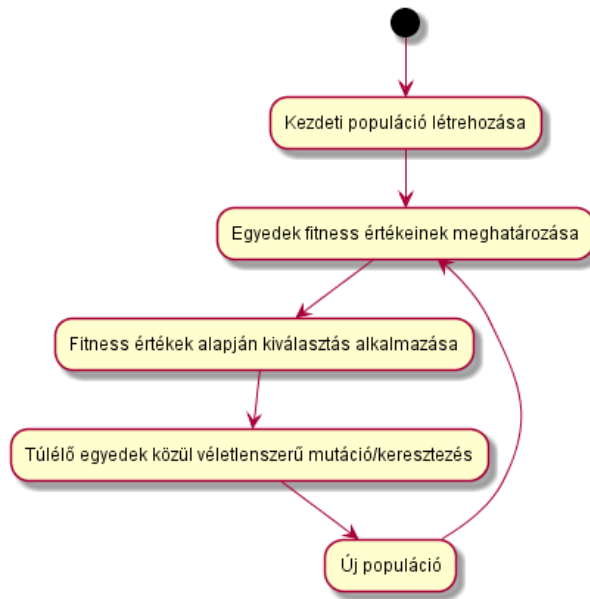 Kezdeti populáció létrehozása
Egyedek fitness értékeinek meghatározása
Fitness értékek alapján kiválasztás alkalmazása
Túlélő egyedek közül véletlenszerű mutáció/keresztezés
Új populáció